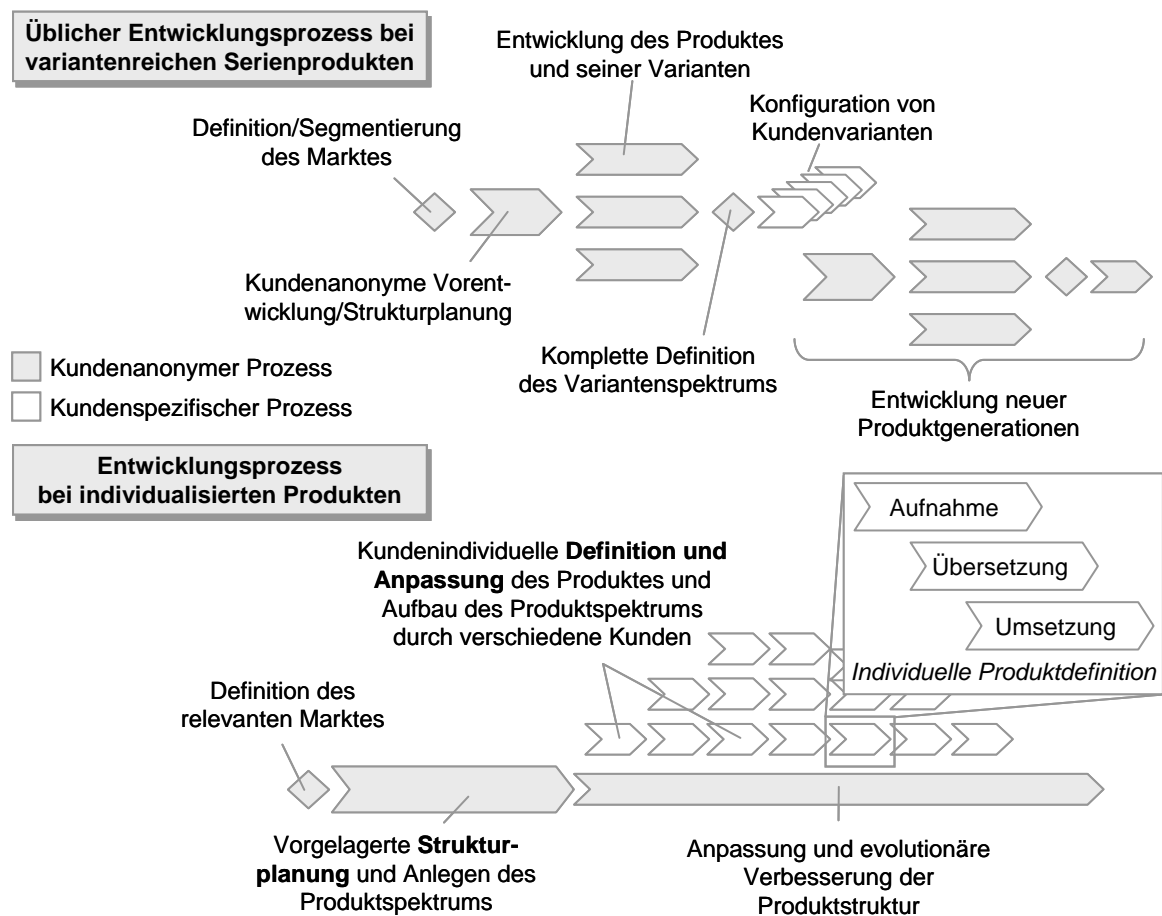 Üblicher Entwicklungsprozess bei
variantenreichen Serienprodukten
Entwicklung des Produktes
und seiner Varianten
Konfiguration von
Kundenvarianten
Definition/Segmentierung
des Marktes
Kundenanonyme Vorent-
wicklung/Strukturplanung
Komplette Definition
des Variantenspektrums
Entwicklung neuer
Produktgenerationen
Kundenanonymer Prozess
Kundenspezifischer Prozess
Entwicklungsprozess
bei individualisierten Produkten
Kundenindividuelle Definition und
Anpassung des Produktes und
Aufbau des Produktspektrums
durch verschiedene Kunden
Aufnahme
Übersetzung
Umsetzung
Individuelle Produktdefinition
Definition des
relevanten Marktes
Vorgelagerte Struktur-
planung und Anlegen des
Produktspektrums
Anpassung und evolutionäre
Verbesserung der
Produktstruktur